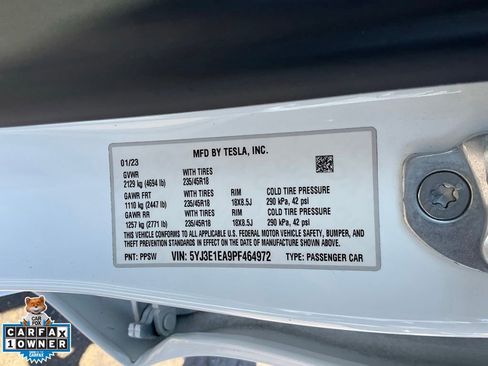 MFD BY TESLA, INC.
01/23
GVWR WITH TIRES
2129 kg (4694 lb) 235/45R18
GAWR FRT WITH TIRES RIM COLD TIRE PRESSURE
1110 kg (2447 lb) 235/45R18 18X8.5J 290 kPa, 42 psi
GAWR RR WITH TIRES RIM COLD TIRE PRESSURE
1257 kg (2771 lb) 235/45R18 18X8.5J 290 kPa, 42 psi
THIS VEHICLE CONFORMS TO ALL APPLICABLE U.S. FEDERAL MOTOR VEHICLE SAFETY, BUMPER, AND
THEFT PREVENTION STANDARDS IN EFFECT ON THE DATE OF MANUFACTURE SHOWN ABOVE.
PNT: PPSW VIN: 5YJ3E1EA9PF464972 TYPE: PASSENGER CAR
CAR
FOX
CARFAX
1 OWNER
CARFAX